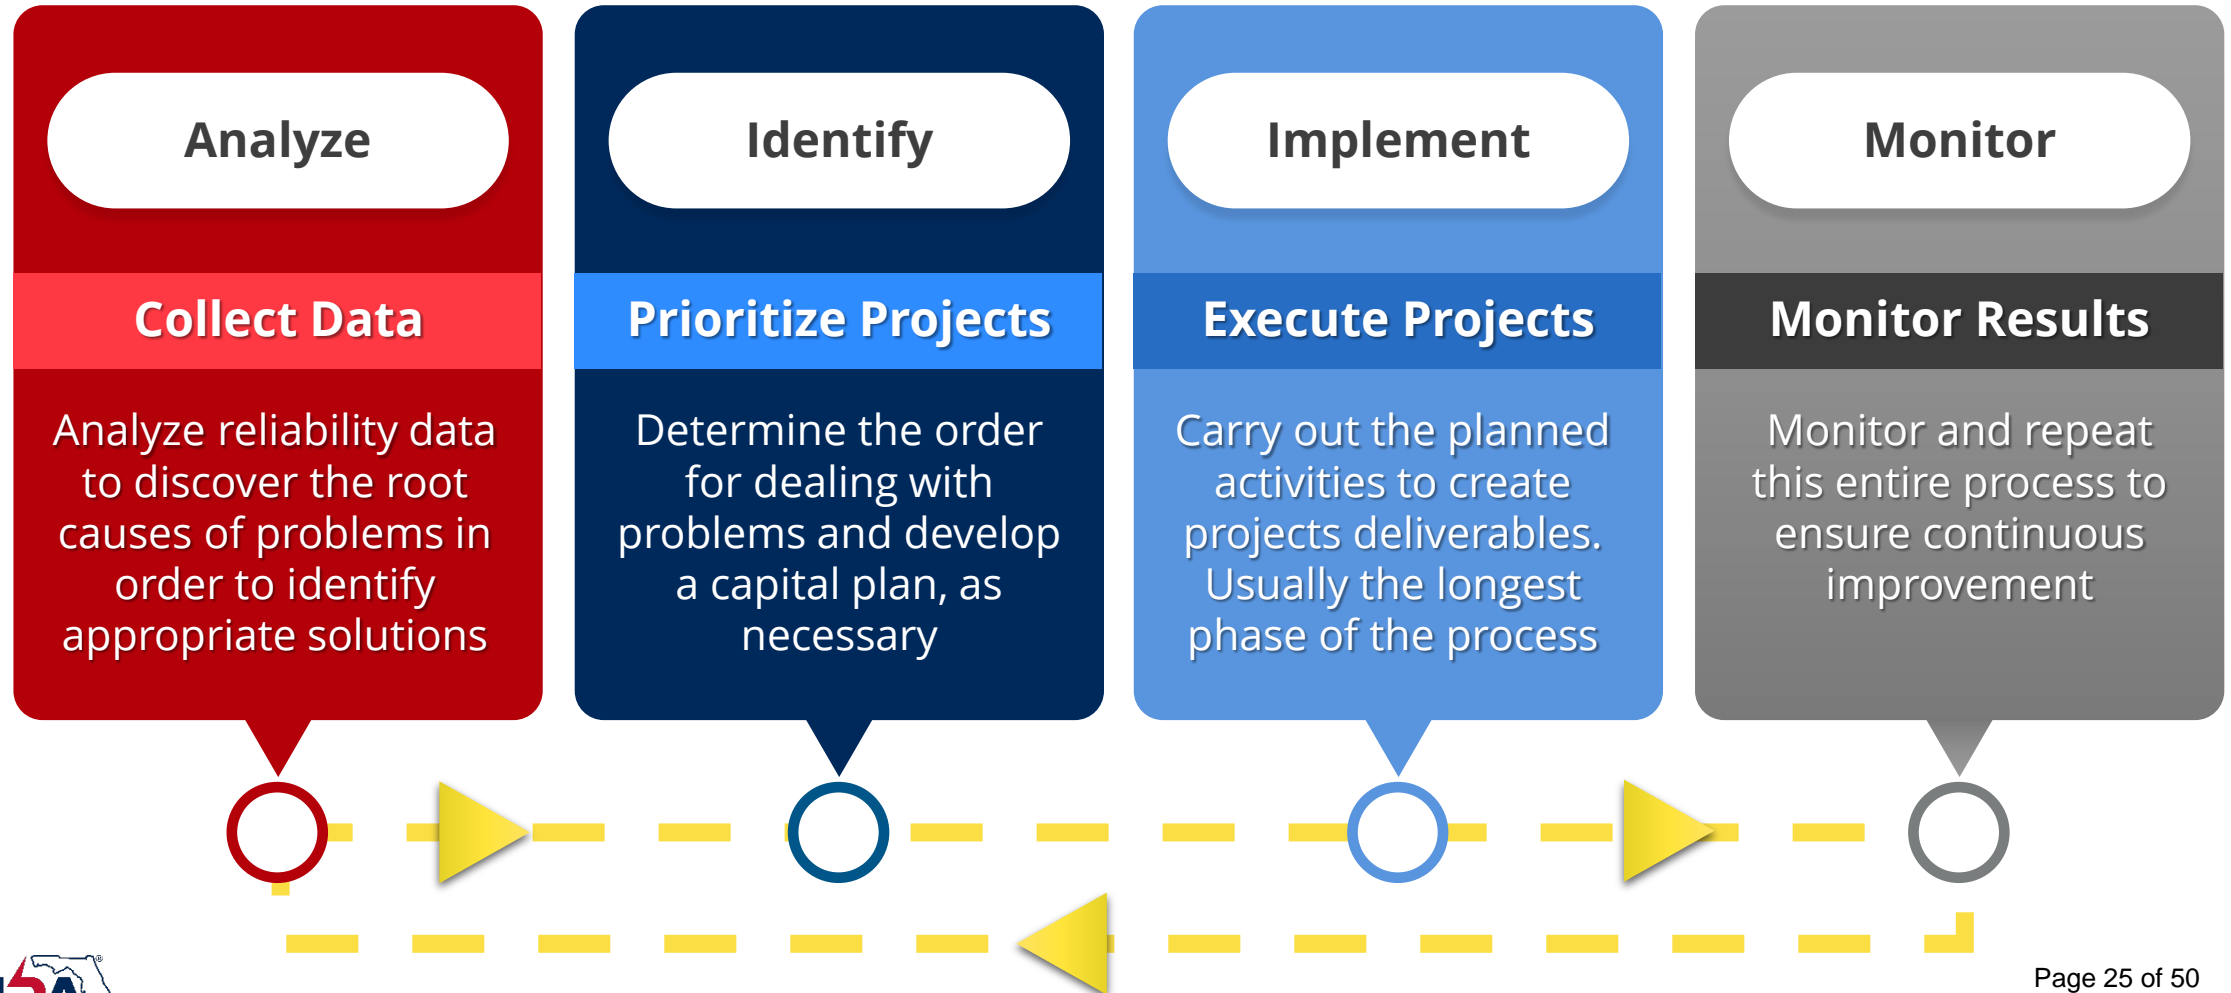 Analyze
Collect Data
Analyze reliability data
to discover the root
causes of problems in
order to identify
appropriate solutions
Identify
Prioritize Projects
Determine the order
for dealing with
problems and develop
a capital plan, as
necessary
Implement
Execute Projects
Carry out the planned
activities to create
projects deliverables.
Usually the longest
phase of the process
Monitor
Monitor Results
Monitor and repeat
this entire process to
ensure continuous
improvement
®
Page 25 of 50